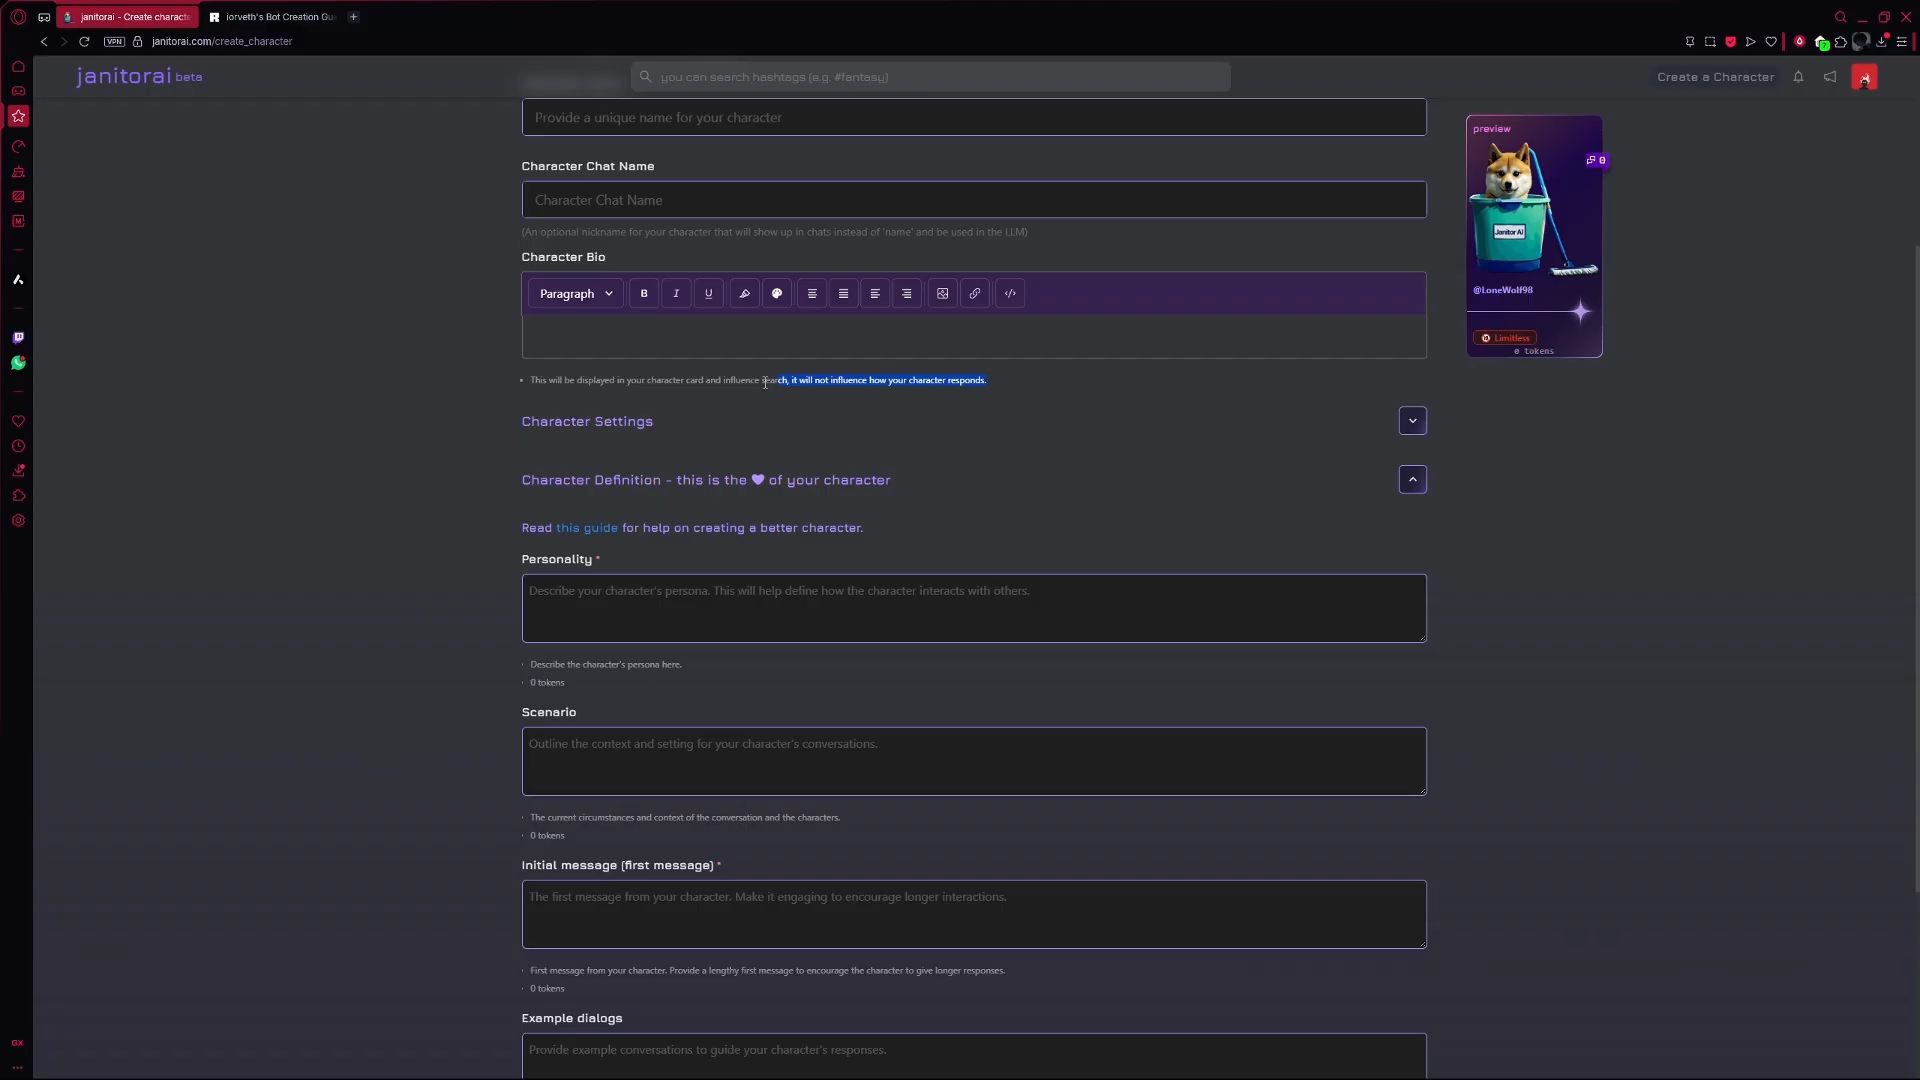 janitorai - Create characte
iorveth's Bot Creation Gu
VPN
janitorai.com/create_character
7
janitorai beta
you can search hashtags (e.g. #fantasy)
Create a Character
Provide a unique name for your character
Character Chat Name
Character Chat Name
(An optional nickname for your character that will show up in chats instead of 'name' and be used in the LLM)
Character Bio
Paragraph
B
I
U
This will be displayed in your character card and influence search, it will not influence how your character responds.
Character Settings
Character Definition - this is the ♥ of your character
Read this guide for help on creating a better character.
Personality *
Describe your character's persona. This will help define how the character interacts with others.
Describe the character's persona here.
0 tokens
Scenario
Outline the context and setting for your character's conversations.
The current circumstances and context of the conversation and the characters.
0 tokens
Initial message (first message) *
The first message from your character. Make it engaging to encourage longer interactions.
First message from your character. Provide a lengthy first message to encourage the character to give longer responses.
0 tokens
Example dialogs
Provide example conversations to guide your character's responses.
preview
0
Janitor AI
@LoneWolf98
Limitless
0 tokens
GX